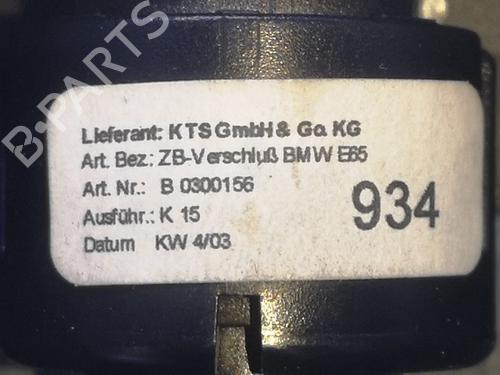 B-PARTS
Lieferant: KTS GmbH & Go. KG
Art. Bez.: ZB-Verschluß BMW E65
Art. Nr.: B 0300156
Ausführ.: K 15
934
Datum KW 4/03